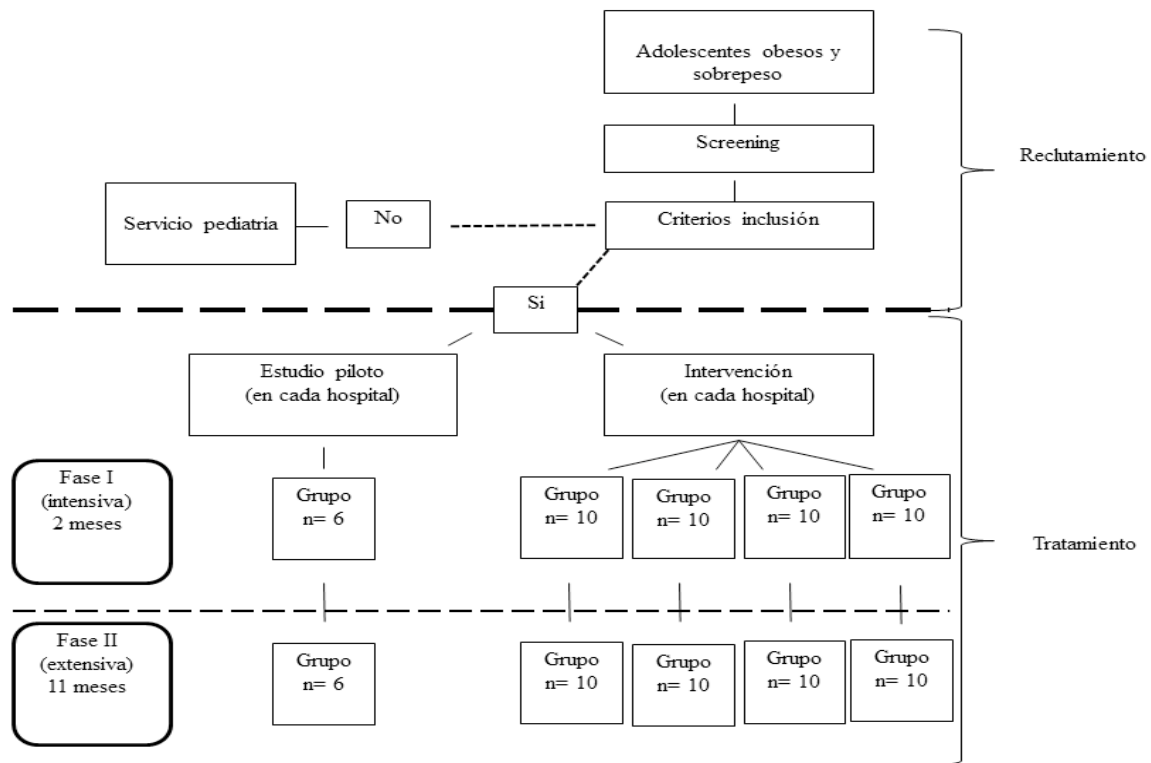 Adolescentes obesos y
sobrepeso
Screening
Reclutamiento
Servicio pediatría
No
Criterios inclusión
Si
Estudio piloto
(en cada hospital)
Intervención
(en cada hospital)
Fase I
(intensiva)
2 meses
Grupo
n= 6
Grupo
n= 10
Grupo
n= 10
Grupo
n= 10
Grupo
n= 10
Tratamiento
Fase II
(extensiva)
11 meses
Grupo
n= 6
Grupo
n= 10
Grupo
n= 10
Grupo
n= 10
Grupo
n= 10